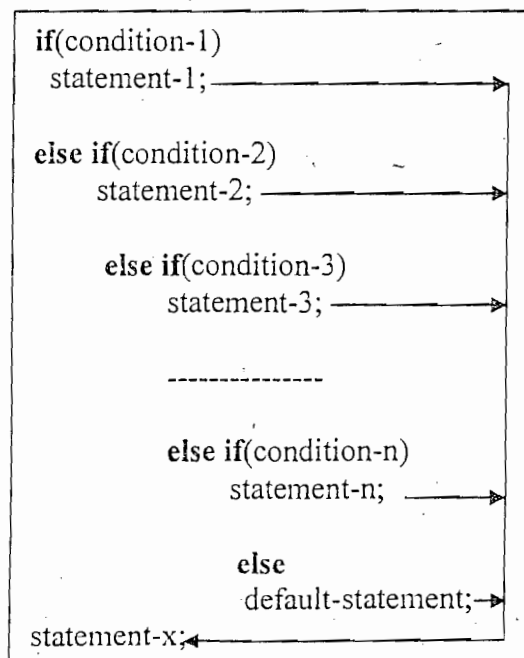 if(condition-1)
statement-1;
else if(condition-2)
statement-2;
else if(condition-3)
statement-3;
---------------
else if(condition-n)
statement-n;
else
default-statement;
statement-x;